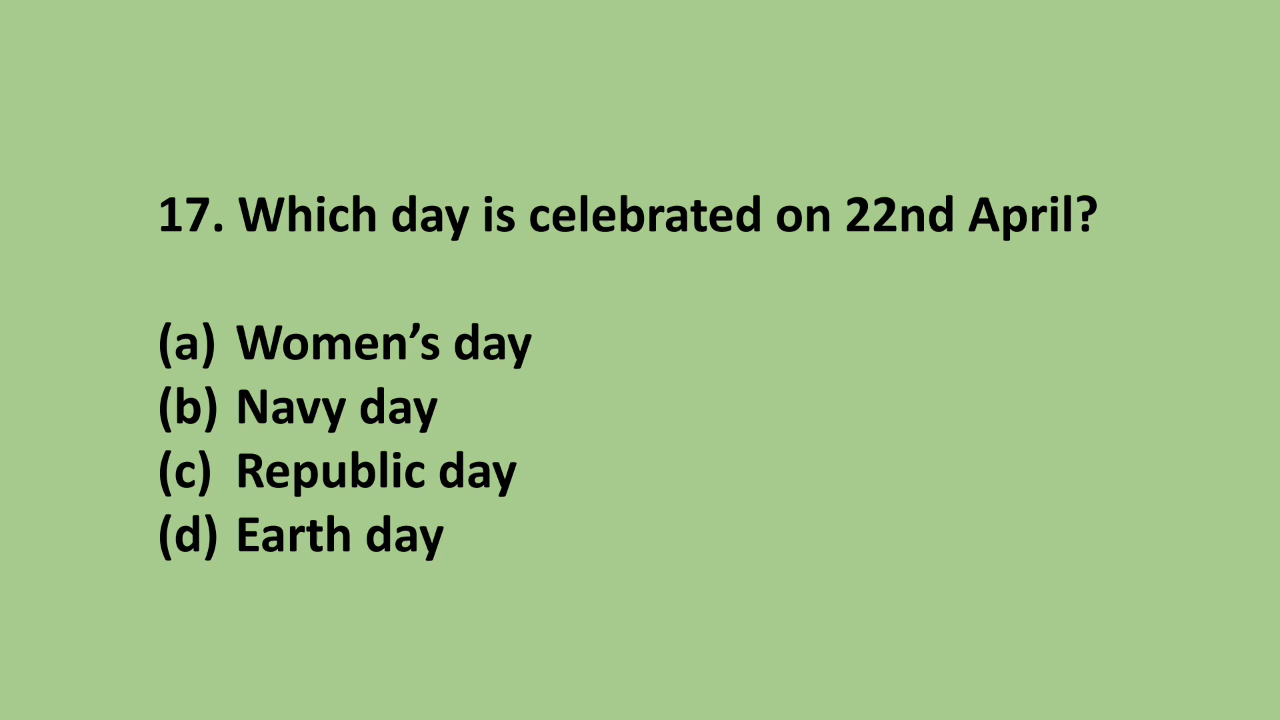 17. Which day is celebrated on 22nd April?
(a) Women’s day
(b) Navy day
(c) Republic day
(d) Earth day